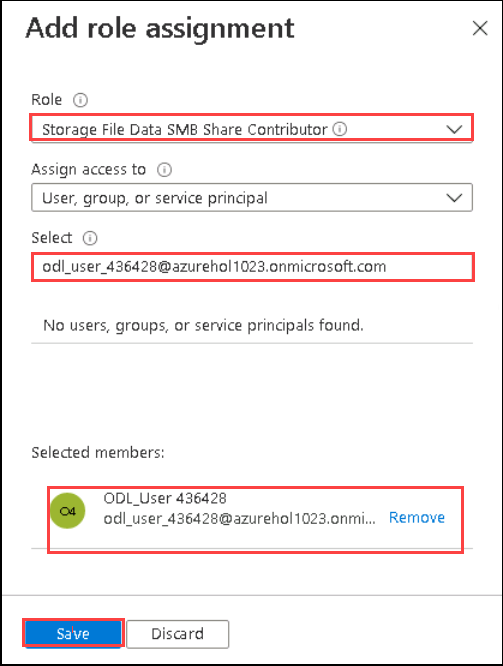 Add role assignment
Role
Storage File Data SMB Share Contributor
Assign access to
User, group, or service principal
Select
odl_user_436428@azurehol1023.onmicrosoft.com
No users, groups, or service principals found.
Selected members:
O4
ODL_User 436428
odl_user_436428@azurehol1023.onmi... Remove
Save Discard